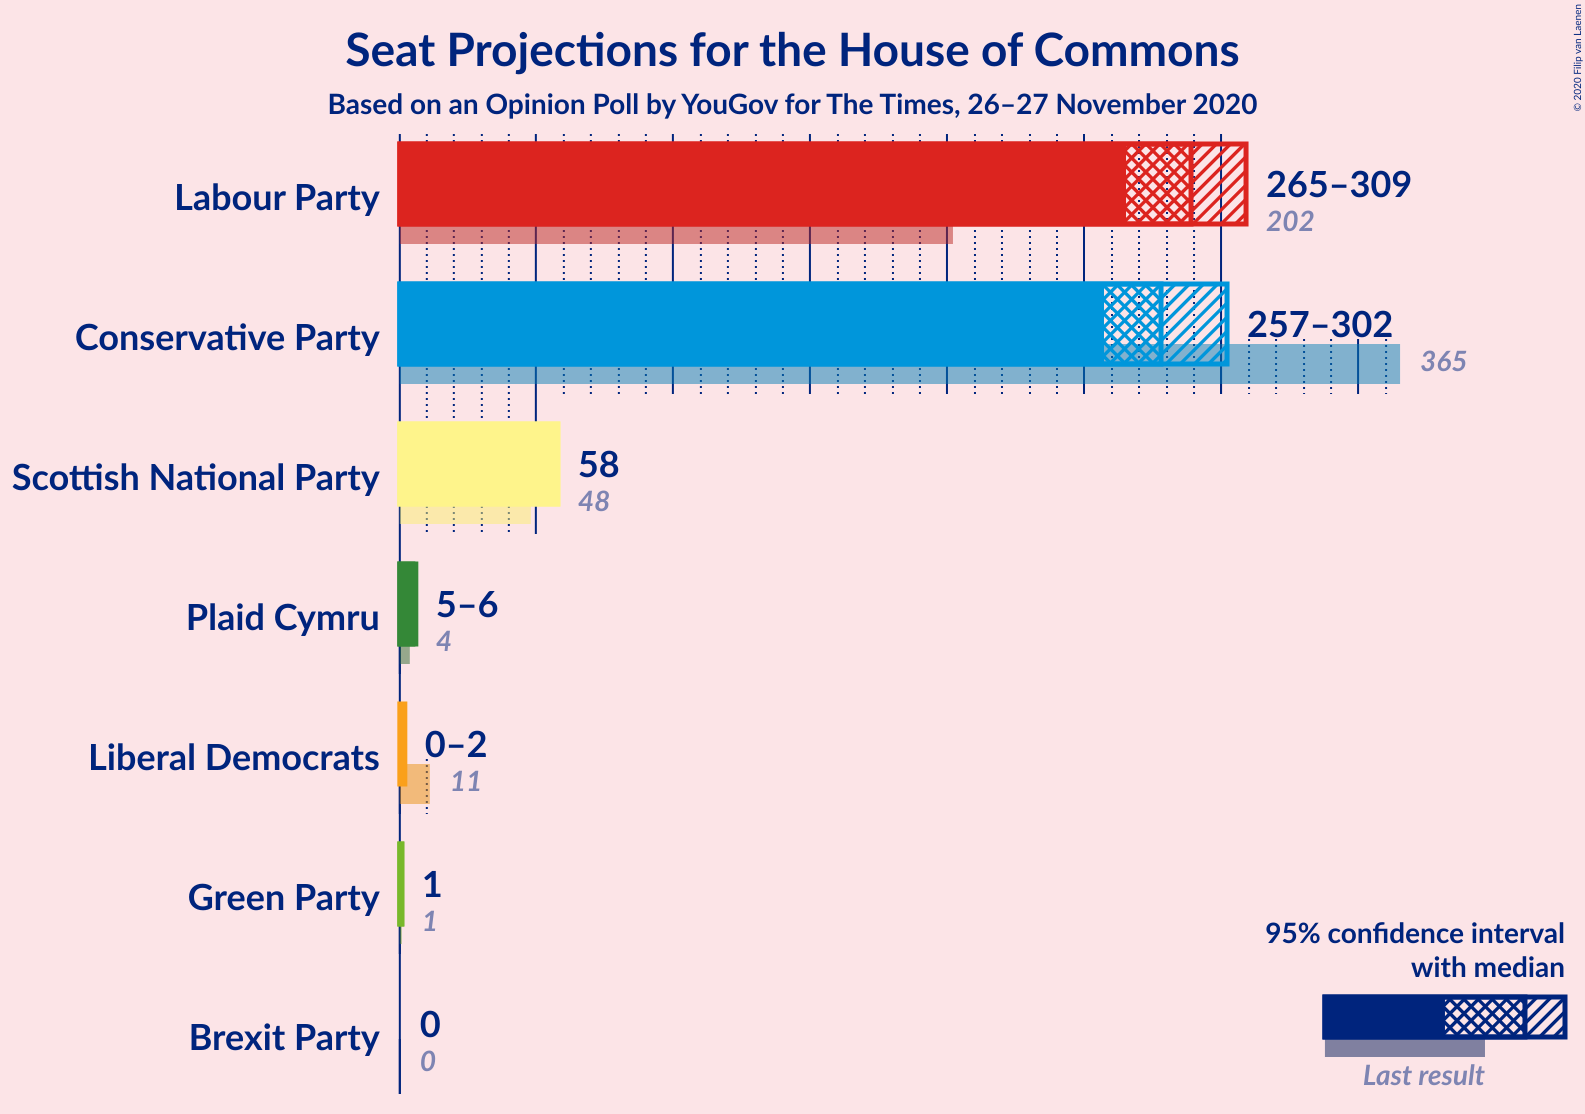 Seat Projections for the House of Commons
Based on an Opinion Poll by YouGov for The Times, 26–27 November 2020
© 2020 Filip van Laenen
Labour Party
265–309
202
Conservative Party
257–302
365
Scottish National Party
58
48
Plaid Cymru
5–6
4
Liberal Democrats
0–2
11
Green Party
1
1
Brexit Party
0
0
95% confidence interval
with median
Last result